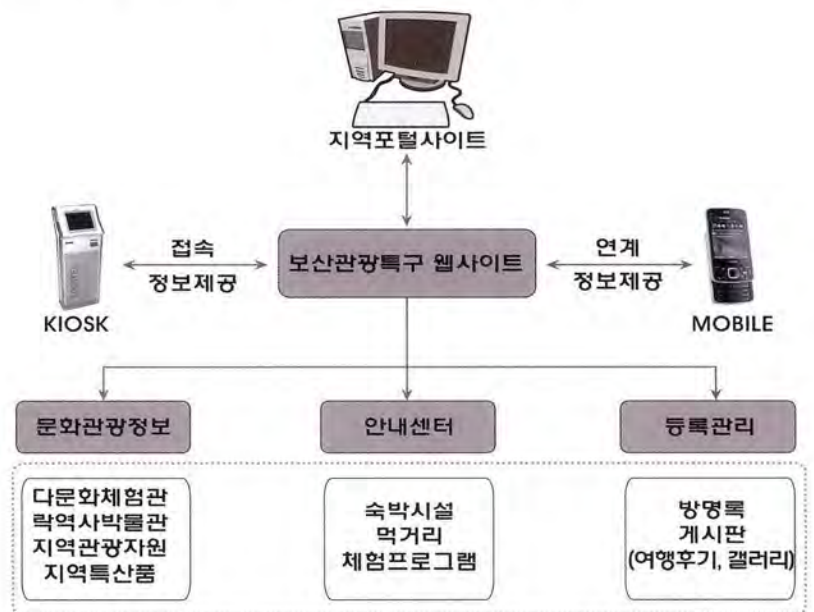 지역포털사이트
접속
정보제공
보산관광특구 웹사이트
연계
정보제공
KIOSK
MOBILE
문화관광정보
안내센터
등록관리
다문화체험관
락역사박물관
지역관광자원
지역특산품
숙박시설
먹거리
체험프로그램
방명록
게시판
(여행후기, 갤러리)